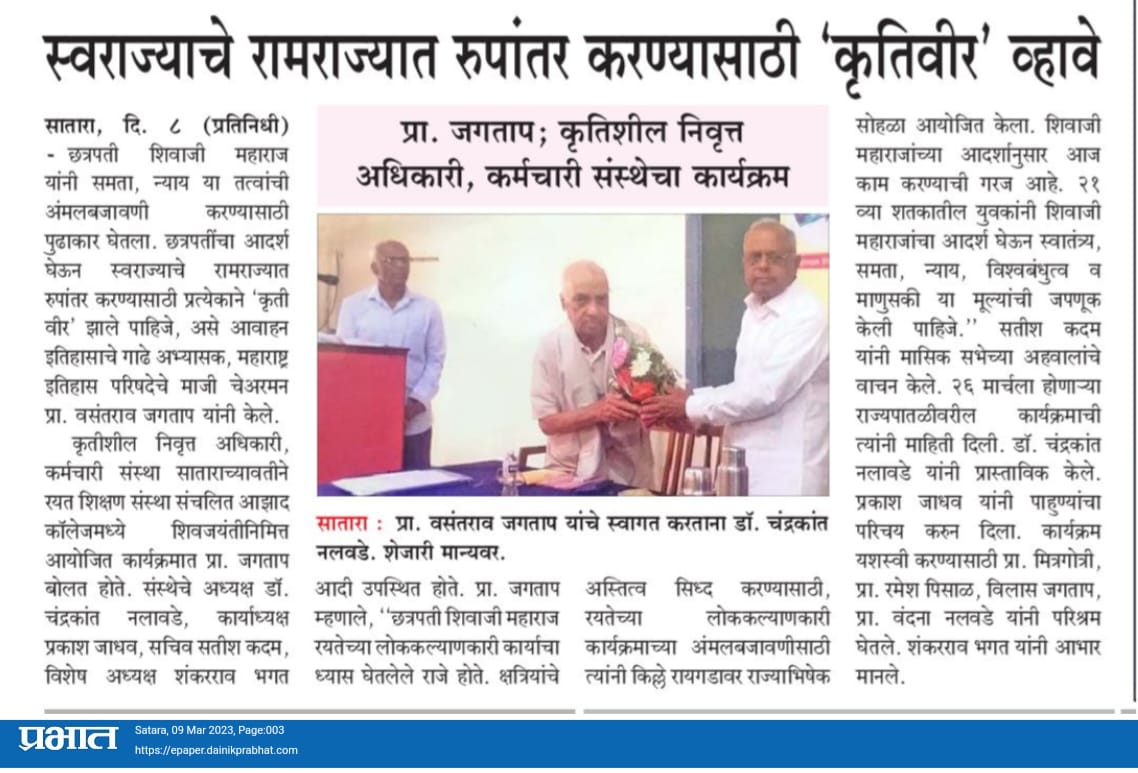 स्वराज्याचे रामराज्यात रुपांतर करण्यासाठी ‘कृतिवीर’ व्हावे
प्रा. जगताप; कृतिशील निवृत्त
अधिकारी, कर्मचारी संस्थेचा कार्यक्रम
सातारा, दि. ८ (प्रतिनिधी)
- छत्रपती शिवाजी महाराज
यांनी समता, न्याय या तत्वांची
अंमलबजावणी करण्यासाठी
पुढाकार घेतला. छत्रपतींचा आदर्श
घेऊन स्वराज्याचे रामराज्यात
रुपांतर करण्यासाठी प्रत्येकाने ‘कृती
वीर’ झाले पाहिजे, असे आवाहन
इतिहासाचे गाढे अभ्यासक, महाराष्ट्र
इतिहास परिषदेचे माजी चेअरमन
प्रा. वसंतराव जगताप यांनी केले.
कृतीशील निवृत्त अधिकारी,
कर्मचारी संस्था साताराच्यावतीने
रयत शिक्षण संस्था संचलित आझाद
कॉलेजमध्ये शिवजयंतीनिमित्त
आयोजित कार्यक्रमात प्रा. जगताप
बोलत होते. संस्थेचे अध्यक्ष डॉ.
चंद्रकांत नलावडे, कार्याध्यक्ष
प्रकाश जाधव, सचिव सतीश कदम,
विशेष अध्यक्ष शंकरराव भगत
सातारा : प्रा. वसंतराव जगताप यांचे स्वागत करताना डॉ. चंद्रकांत
नलवडे. शेजारी मान्यवर.
आदी उपस्थित होते. प्रा. जगताप
म्हणाले, ‘‘छत्रपती शिवाजी महाराज
रयतेच्या लोककल्याणकारी कार्याचा
ध्यास घेतलेले राजे होते. क्षत्रियांचे
अस्तित्व सिध्द करण्यासाठी,
रयतेच्या लोककल्याणकारी
कार्यक्रमाच्या अंमलबजावणीसाठी
त्यांनी किल्ले रायगडावर राज्याभिषेक
सोहळा आयोजित केला. शिवाजी
महाराजांच्या आदर्शानुसार आज
काम करण्याची गरज आहे. २१
व्या शतकातील युवकांनी शिवाजी
महाराजांचा आदर्श घेऊन स्वातंत्र्य,
समता, न्याय, विश्वबंधुत्व व
माणुसकी या मूल्यांची जपणूक
केली पाहिजे.’’ सतीश कदम
यांनी मासिक सभेच्या अहवालांचे
वाचन केले. २६ मार्चला होणाऱ्या
राज्यपातळीवरील कार्यक्रमाची
त्यांनी माहिती दिली. डॉ. चंद्रकांत
नलावडे यांनी प्रास्ताविक केले.
प्रकाश जाधव यांनी पाहुण्यांचा
परिचय करुन दिला. कार्यक्रम
यशस्वी करण्यासाठी प्रा. मित्रगोत्री,
प्रा. रमेश पिसाळ, विलास जगताप,
प्रा. वंदना नलवडे यांनी परिश्रम
घेतले. शंकरराव भगत यांनी आभार
मानले.
प्रभात
Satara, 09 Mar 2023, Page:003
https://epaper.dainikprabhat.com